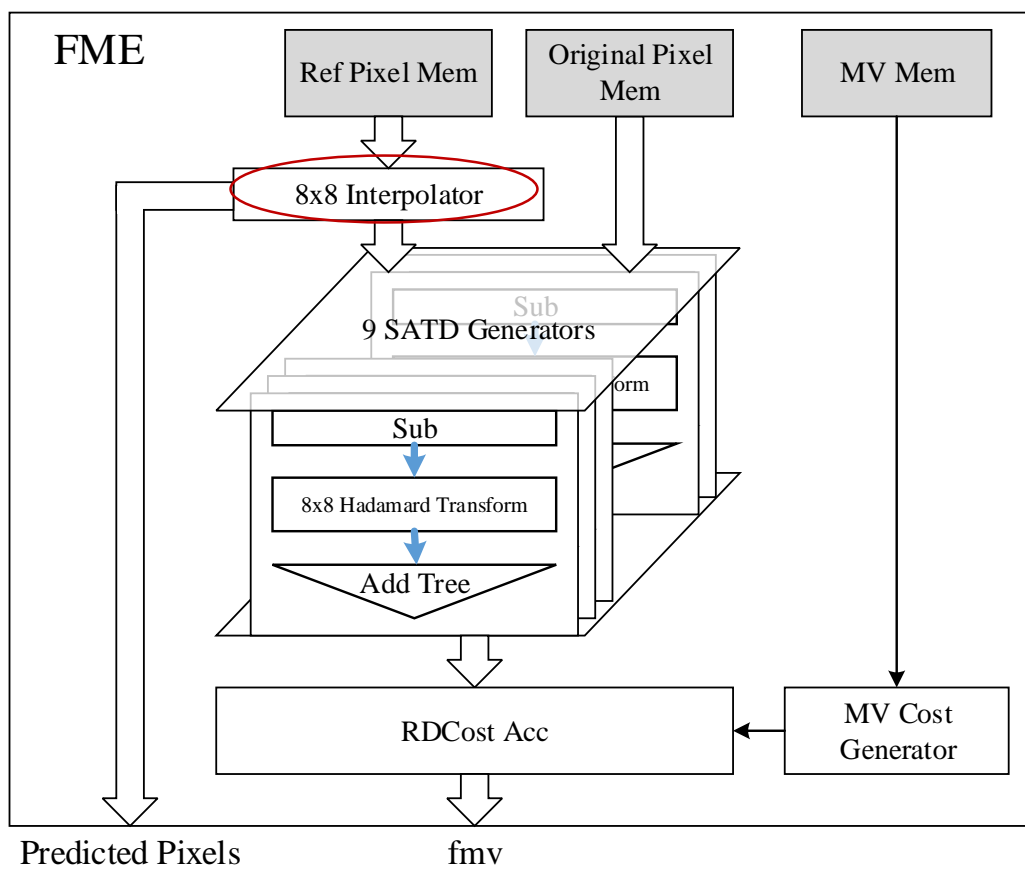 FME
Ref Pixel Mem
Original Pixel
Mem
MV Mem
8x8 Interpolator
Sub
9 SATD Generators
orm
Sub
8x8 Hadamard Transform
Add Tree
RDCost Acc
MV Cost
Generator
Predicted Pixels
fmv